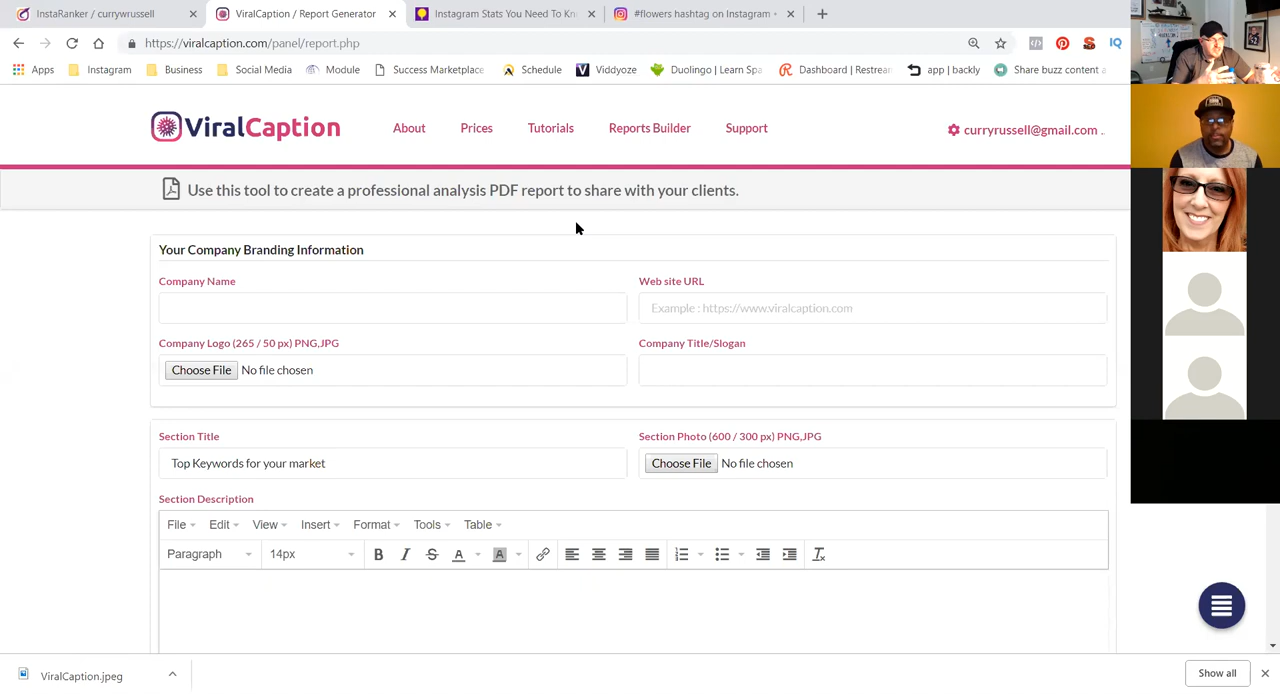 InstaRanker / currywrussell
ViralCaption / Report Generator
Instagram Stats You Need To Kn
#flowers hashtag on Instagram •
https://viralcaption.com/panel/report.php
IQ
Apps
Instagram
Business
Social Media
Module
Success Marketplace
Schedule
Viddyoze
Duolingo | Learn Spa
Dashboard | Restream
app | backly
Share buzz content a
ViralCaption
About
Prices
Tutorials
Reports Builder
Support
curryrussell@gmail.com ..
Use this tool to create a professional analysis PDF report to share with your clients.
Your Company Branding Information
Company Name
Web site URL
Example : https://www.viralcaption.com
Company Logo (265 / 50 px) PNG,JPG
Company Title/Slogan
Choose File No file chosen
Section Title
Section Photo (600 / 300 px) PNG,JPG
Top Keywords for your market
Choose File No file chosen
Section Description
File Edit View Insert Format Tools Table
Paragraph 14px B I S A A
ViralCaption.jpeg
Show all